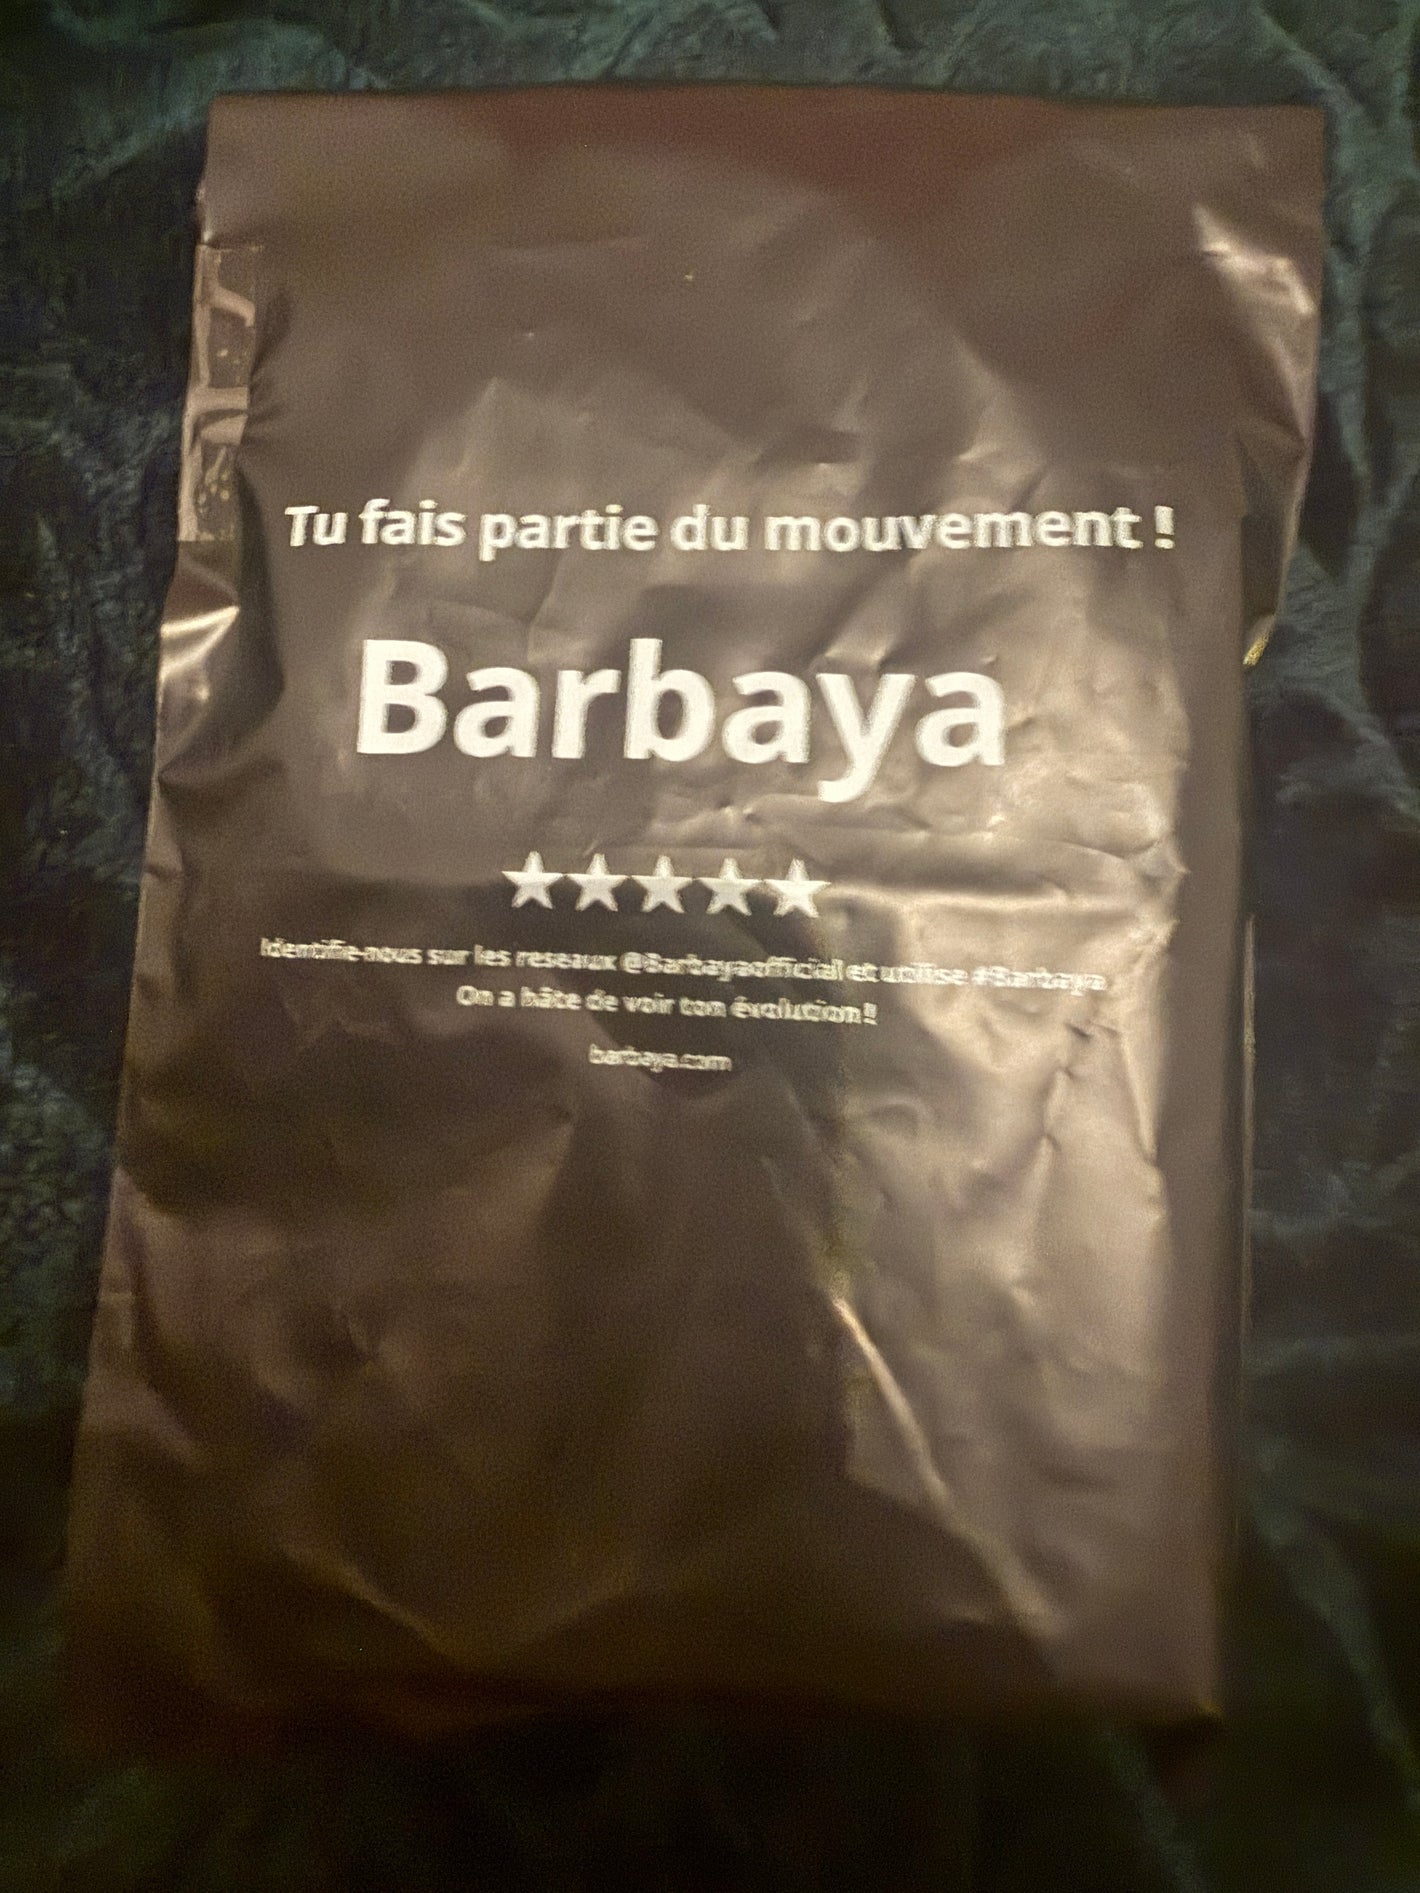 Tu fais partie du mouvement !
Barbaya
Identifie-nous sur les reseaux @Barbayaofficial et utilise #Barbaya
On a hâte de voir ton évolution !!
barbaya.com